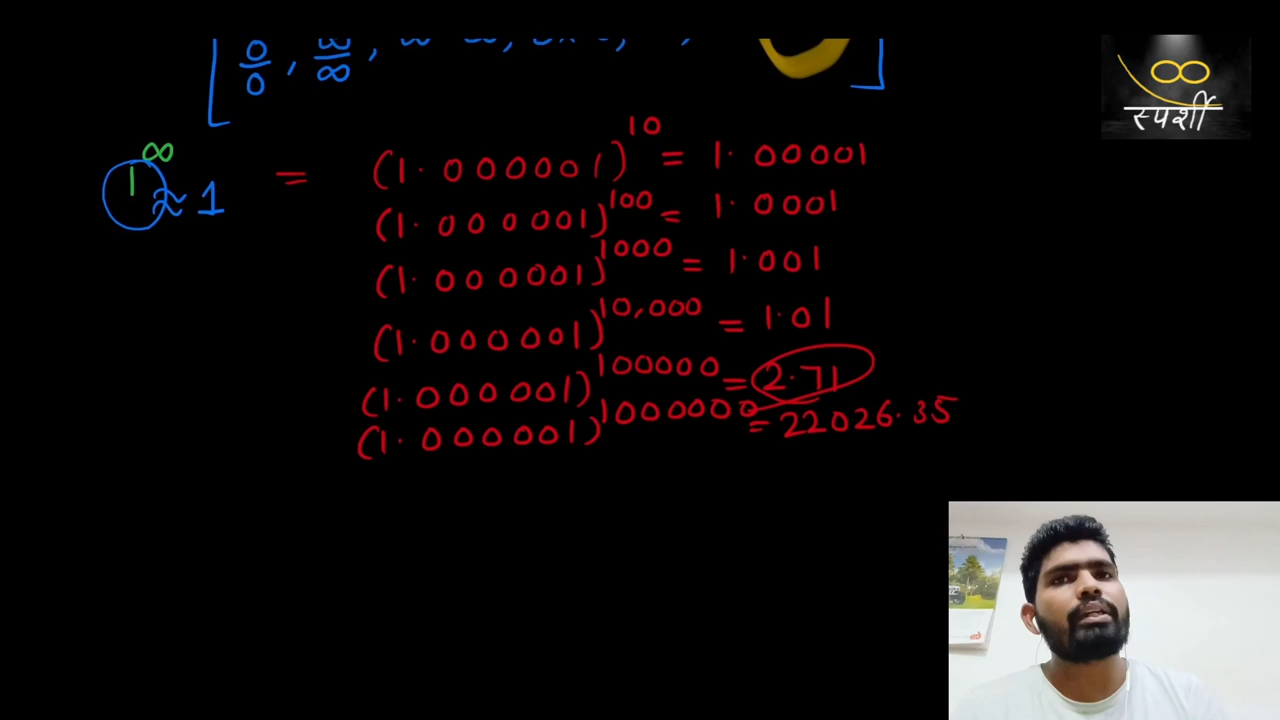 0/0, ∞/∞,
∞
स्पर्शी
1^∞ ≈ 1 = (1.000001)^10 = 1.00001
(1.000001)^100 = 1.0001
(1.000001)^1000 = 1.001
(1.000001)^10,000 = 1.01
(1.000001)^100000 = 2.71
(1.000001)^1000000 = 22026.35